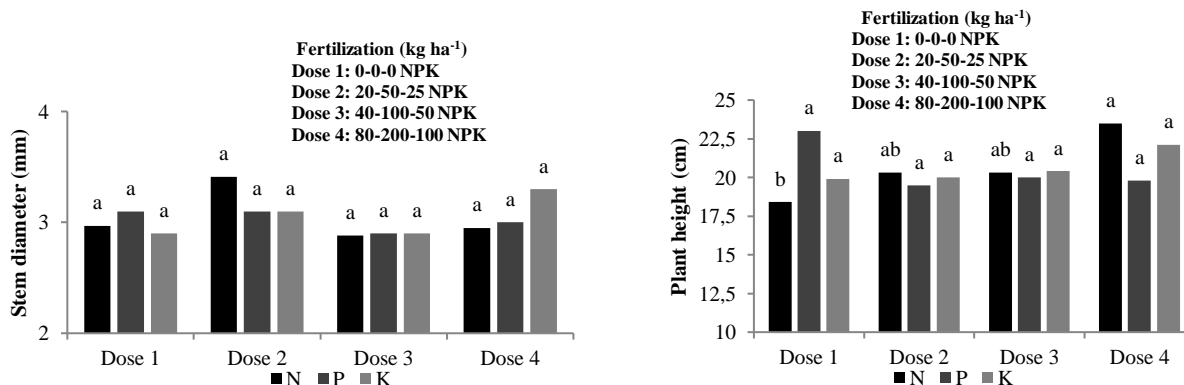 Fertilization (kg ha⁻¹)
Dose 1: 0-0-0 NPK
Dose 2: 20-50-25 NPK
Dose 3: 40-100-50 NPK
Dose 4: 80-200-100 NPK
Stem diameter (mm)
4
3
2
a a a
a a a
a a a
a a a
Dose 1 Dose 2 Dose 3 Dose 4
N P K
Fertilization (kg ha⁻¹)
Dose 1: 0-0-0 NPK
Dose 2: 20-50-25 NPK
Dose 3: 40-100-50 NPK
Dose 4: 80-200-100 NPK
Plant height (cm)
25
22,5
20
17,5
15
12,5
10
b a a
ab a a
ab a a
a a a
Dose 1 Dose 2 Dose 3 Dose 4
N P K